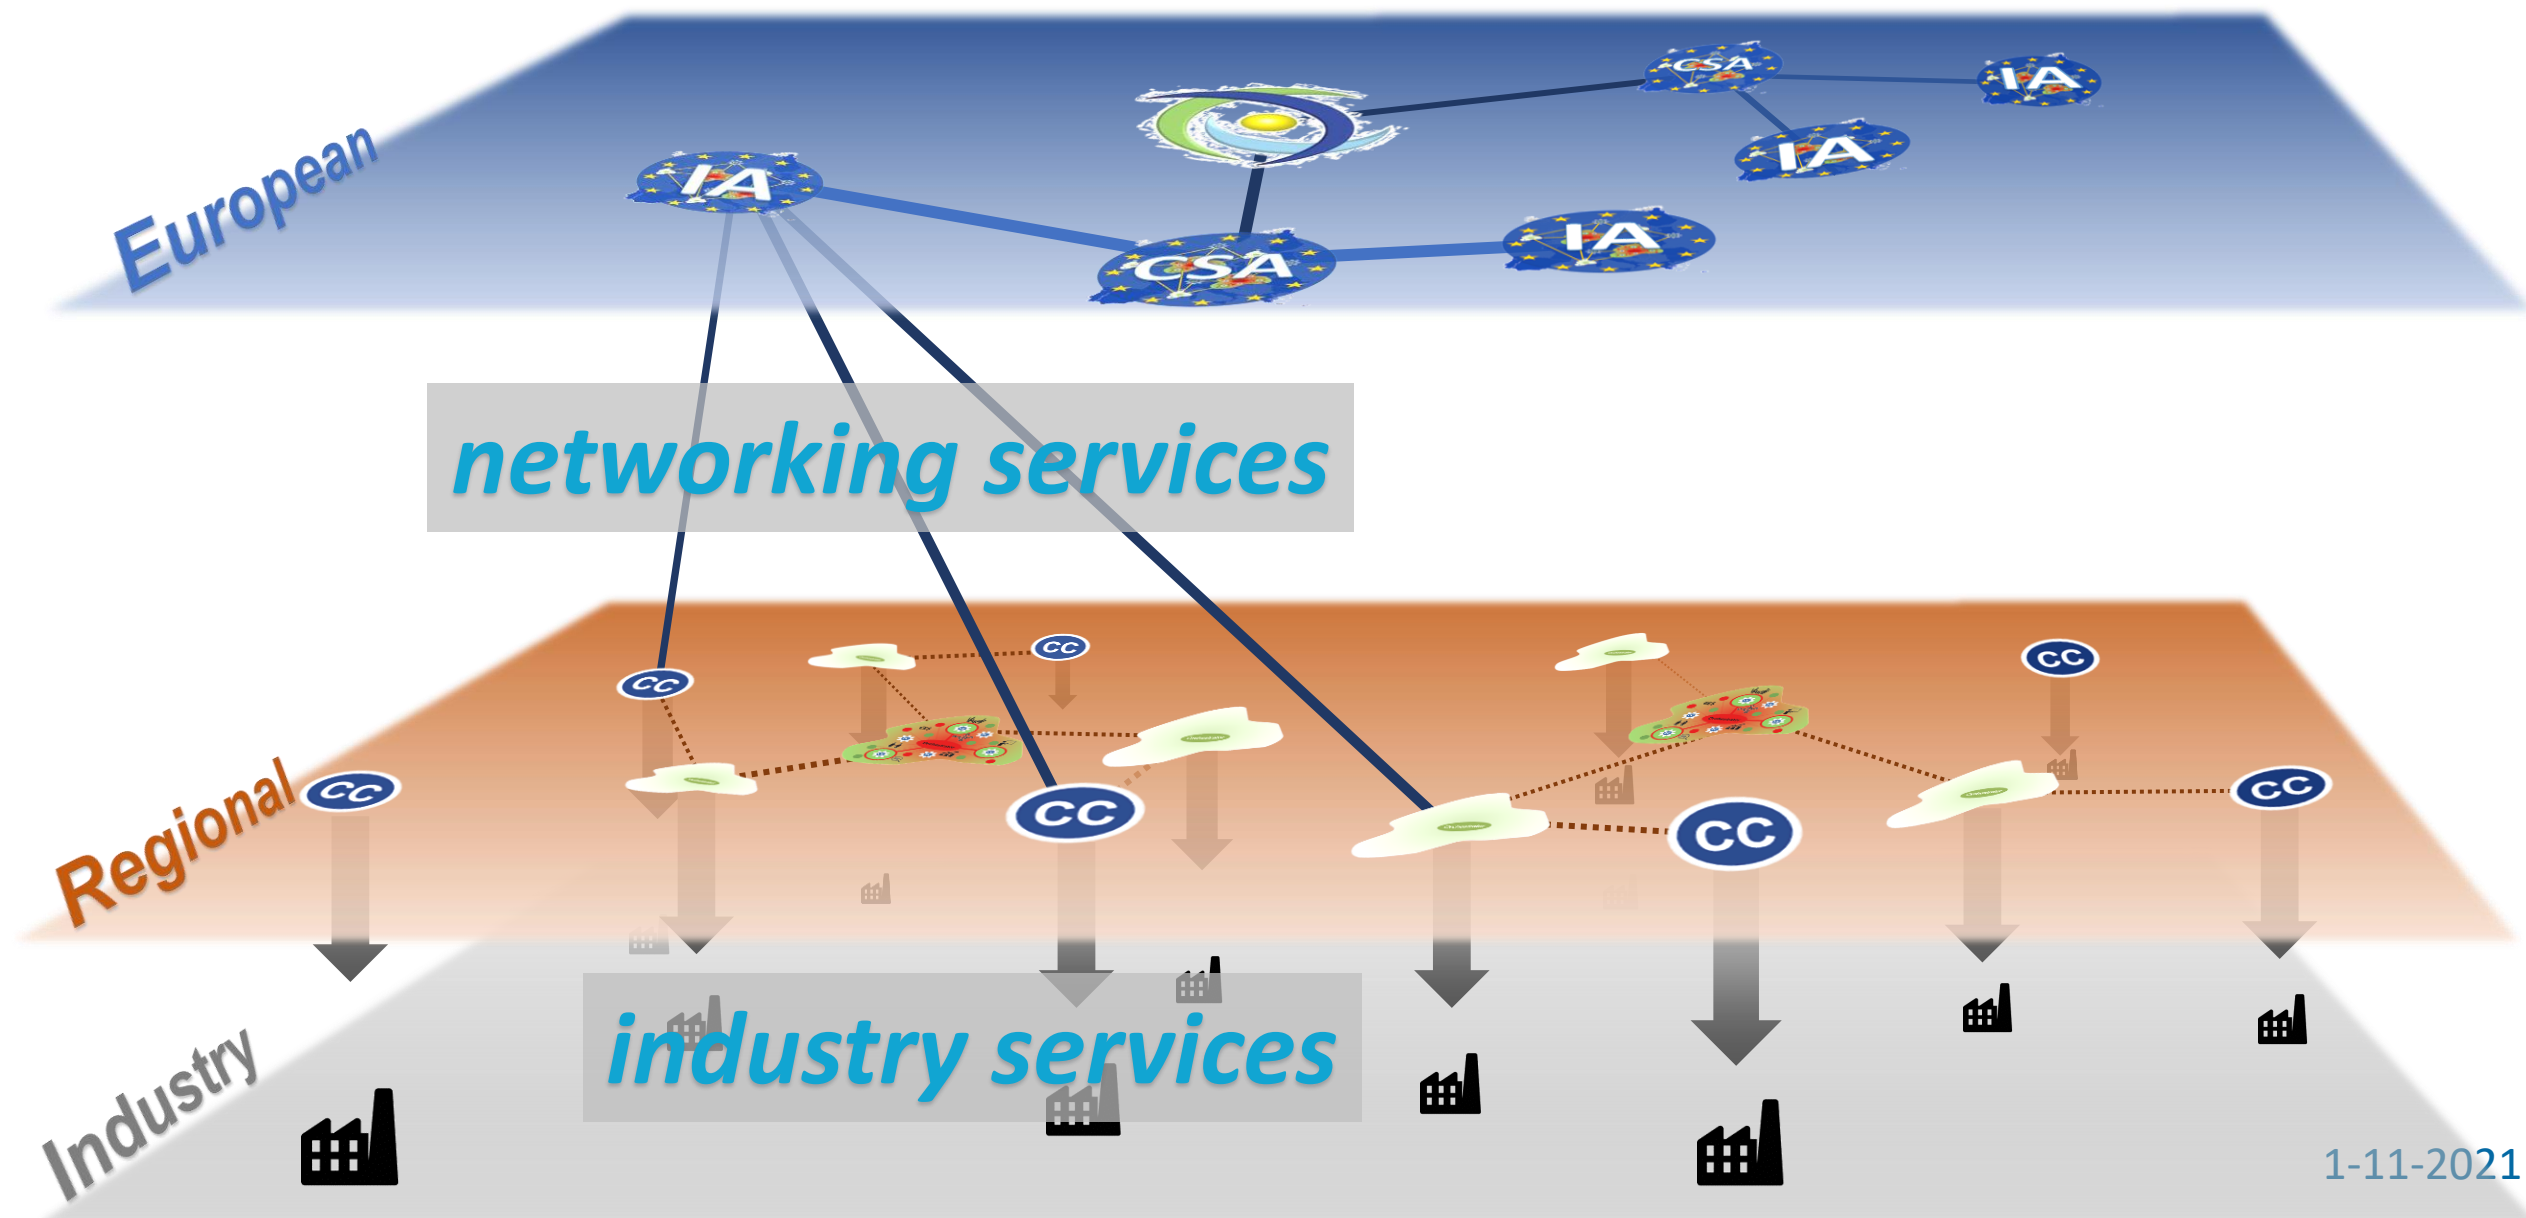 European
CSA
IA
IA
IA
IA
CSA
networking services
Regional
CC
CC
CC
CC
CC
CC
CC
CC
Industry
industry services
1-11-2021